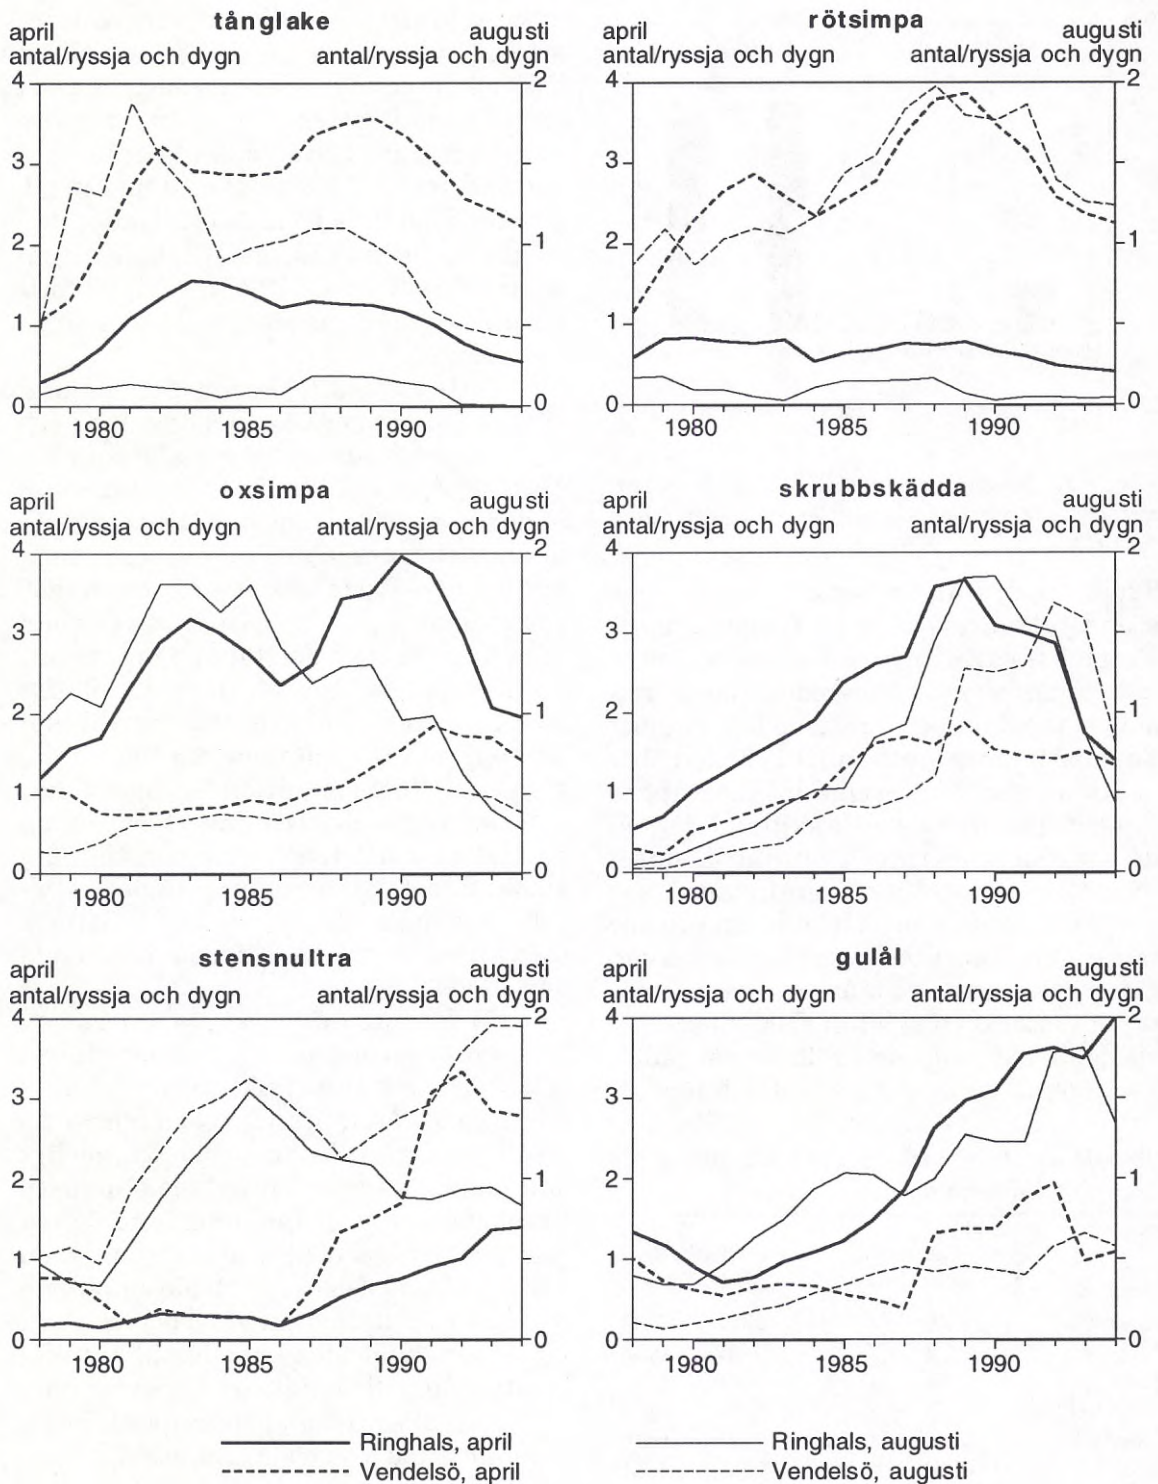 tånglake
april augusti
antal/ryssja och dygn antal/ryssja och dygn
4 2
3
2 1
1
0 0
1980 1985 1990
rötsimpa
april augusti
antal/ryssja och dygn antal/ryssja och dygn
4 2
3
2 1
1
0 0
1980 1985 1990
oxsimpa
april augusti
antal/ryssja och dygn antal/ryssja och dygn
4 2
3
2 1
1
0 0
1980 1985 1990
skrubbskädda
april augusti
antal/ryssja och dygn antal/ryssja och dygn
4 2
3
2 1
1
0 0
1980 1985 1990
stensnultra
april augusti
antal/ryssja och dygn antal/ryssja och dygn
4 2
3
2 1
1
0 0
1980 1985 1990
gulål
april augusti
antal/ryssja och dygn antal/ryssja och dygn
4 2
3
2 1
1
0 0
1980 1985 1990
Ringhals, april Ringhals, augusti
Vendelsö, april Vendelsö, augusti